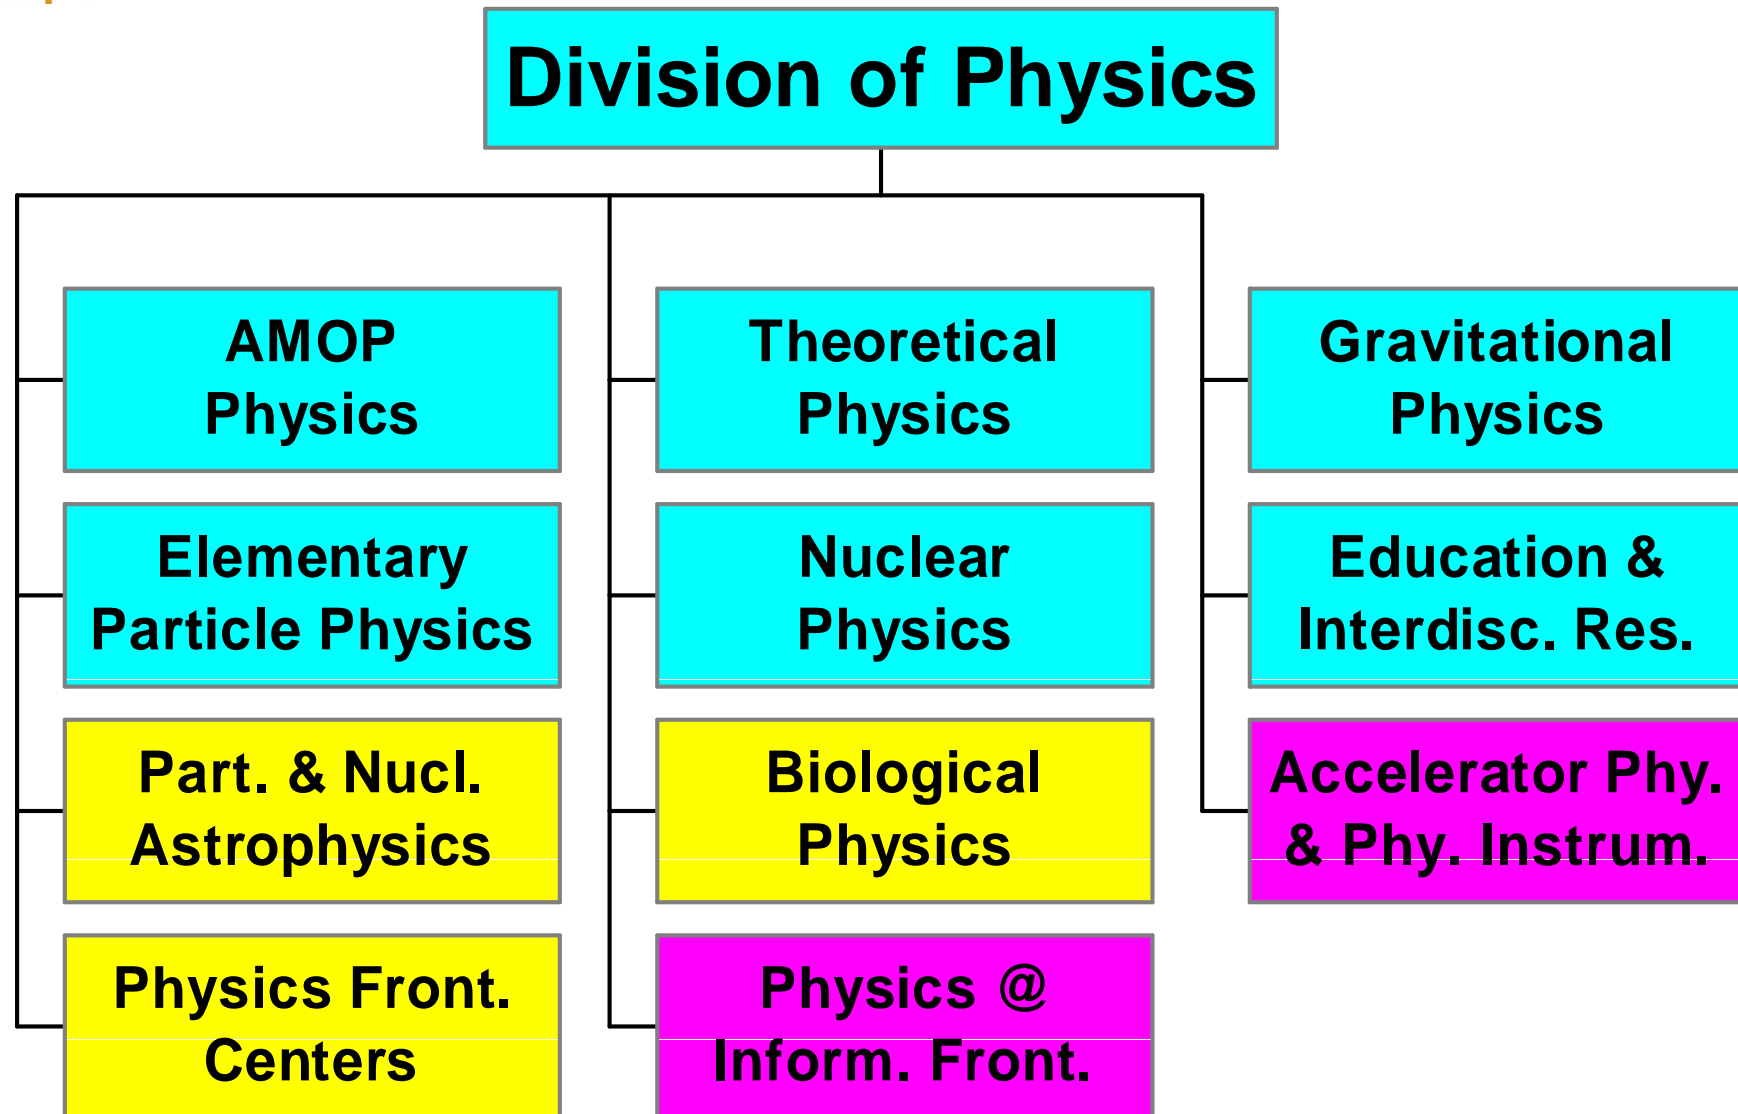 Division of Physics
AMOP
Physics
Theoretical
Physics
Gravitational
Physics
Elementary
Particle Physics
Nuclear
Physics
Education &
Interdisc. Res.
Part. & Nucl.
Astrophysics
Biological
Physics
Accelerator Phy.
& Phy. Instrum.
Physics Front.
Centers
Physics @
Inform. Front.